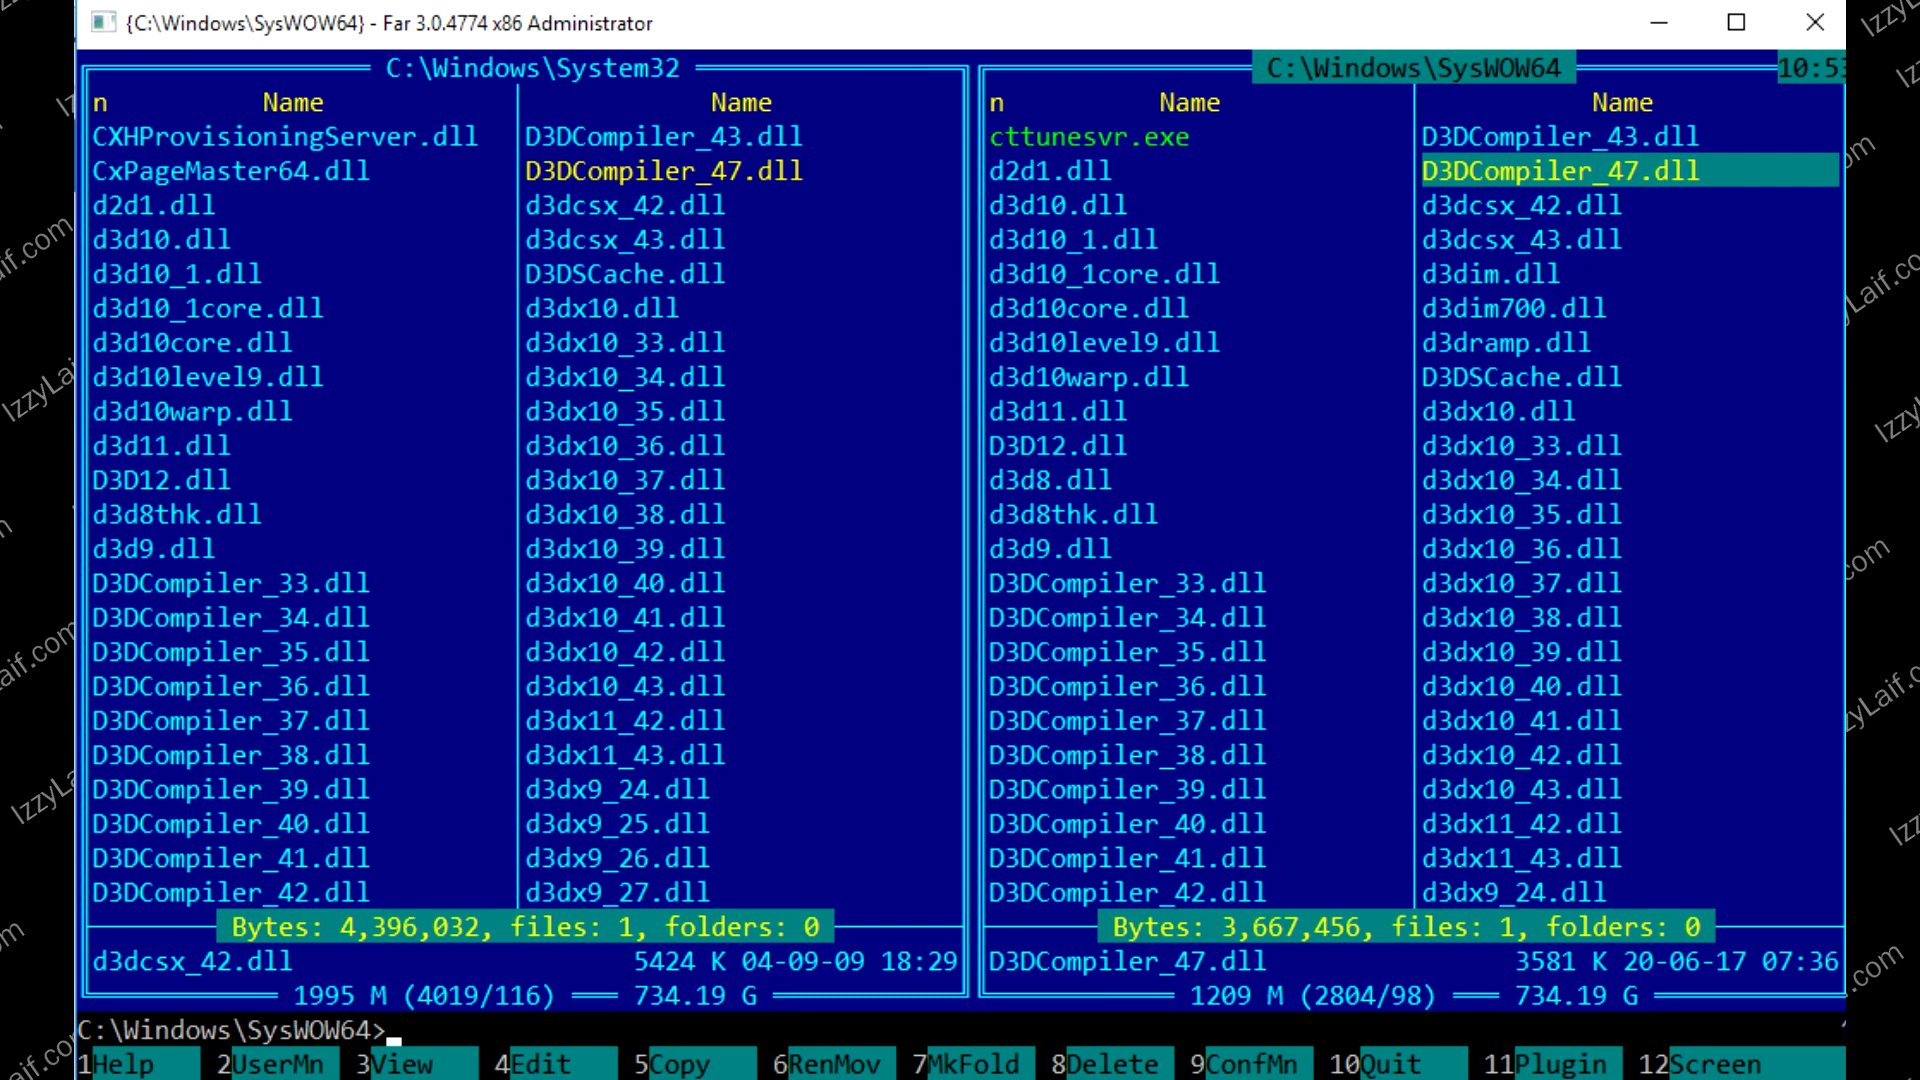 {C:\Windows\SysWOW64} - Far 3.0.4774 x86 Administrator
C:\Windows\System32
n Name Name
CXHProvisioningServer.dll D3DCompiler_43.dll
CxPageMaster64.dll D3DCompiler_47.dll
d2d1.dll d3dcsx_42.dll
d3d10.dll d3dcsx_43.dll
d3d10_1.dll D3DSCache.dll
d3d10_1core.dll d3dx10.dll
d3d10core.dll d3dx10_33.dll
d3d10level9.dll d3dx10_34.dll
d3d10warp.dll d3dx10_35.dll
d3d11.dll d3dx10_36.dll
D3D12.dll d3dx10_37.dll
d3d8thk.dll d3dx10_38.dll
d3d9.dll d3dx10_39.dll
D3DCompiler_33.dll d3dx10_40.dll
D3DCompiler_34.dll d3dx10_41.dll
D3DCompiler_35.dll d3dx10_42.dll
D3DCompiler_36.dll d3dx10_43.dll
D3DCompiler_37.dll d3dx11_42.dll
D3DCompiler_38.dll d3dx11_43.dll
D3DCompiler_39.dll d3dx9_24.dll
D3DCompiler_40.dll d3dx9_25.dll
D3DCompiler_41.dll d3dx9_26.dll
D3DCompiler_42.dll d3dx9_27.dll
Bytes: 4,396,032, files: 1, folders: 0
d3dcsx_42.dll 5424 K 04-09-09 18:29
1995 M (4019/116) 734.19 G
C:\Windows\SysWOW64 10:53
n Name Name
cttunesvr.exe D3DCompiler_43.dll
d2d1.dll D3DCompiler_47.dll
d3d10.dll d3dcsx_42.dll
d3d10_1.dll d3dcsx_43.dll
d3d10_1core.dll d3dim.dll
d3d10core.dll d3dim700.dll
d3d10level9.dll d3dramp.dll
d3d10warp.dll D3DSCache.dll
d3d11.dll d3dx10.dll
D3D12.dll d3dx10_33.dll
d3d8.dll d3dx10_34.dll
d3d8thk.dll d3dx10_35.dll
d3d9.dll d3dx10_36.dll
D3DCompiler_33.dll d3dx10_37.dll
D3DCompiler_34.dll d3dx10_38.dll
D3DCompiler_35.dll d3dx10_39.dll
D3DCompiler_36.dll d3dx10_40.dll
D3DCompiler_37.dll d3dx10_41.dll
D3DCompiler_38.dll d3dx10_42.dll
D3DCompiler_39.dll d3dx10_43.dll
D3DCompiler_40.dll d3dx11_42.dll
D3DCompiler_41.dll d3dx11_43.dll
D3DCompiler_42.dll d3dx9_24.dll
Bytes: 3,667,456, files: 1, folders: 0
D3DCompiler_47.dll 3581 K 20-06-17 07:36
1209 M (2804/98) 734.19 G
C:\Windows\SysWOW64>
1Help 2UserMn 3View 4Edit 5Copy 6RenMov 7MkFold 8Delete 9ConfMn 10Quit 11Plugin 12Screen